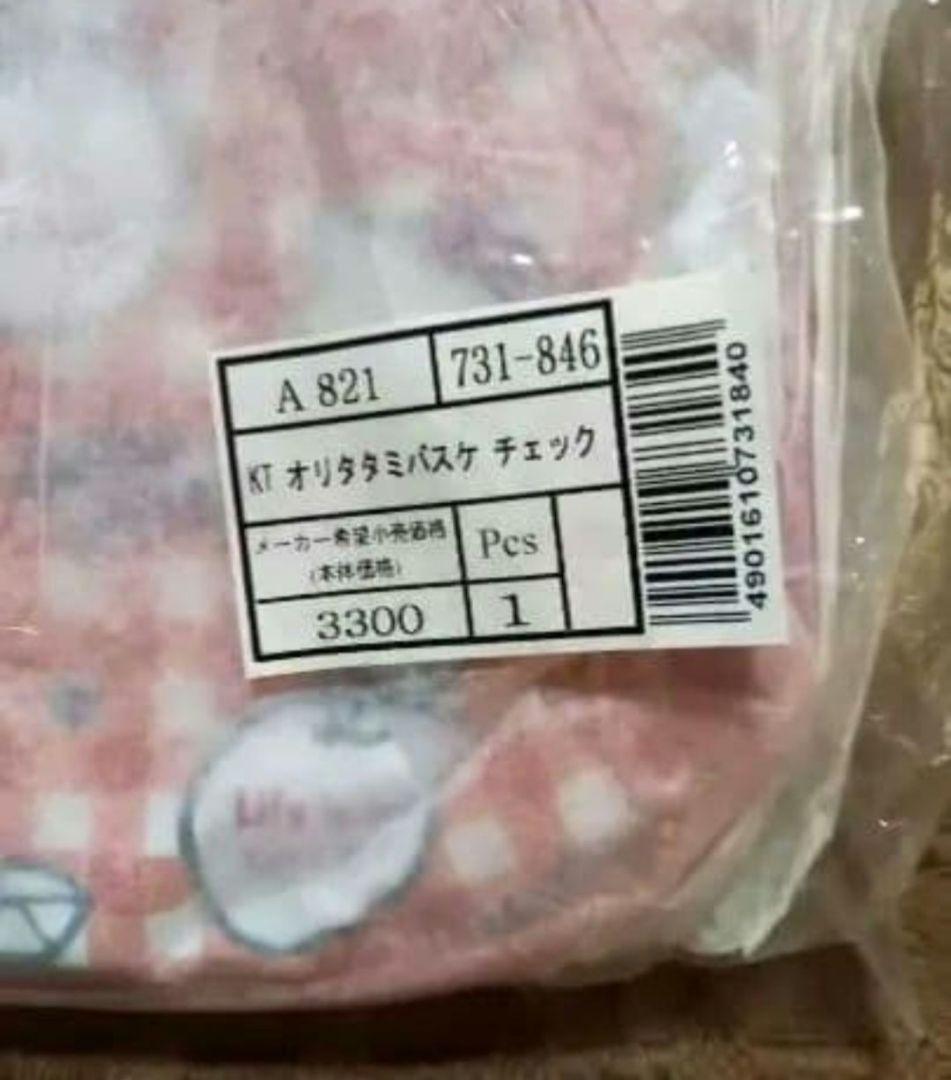 A 821
731-846
KT オリタタミバスケ チェック
メーカー希望小売価格
(本体価格)
Pcs
3300
1
4901610731840